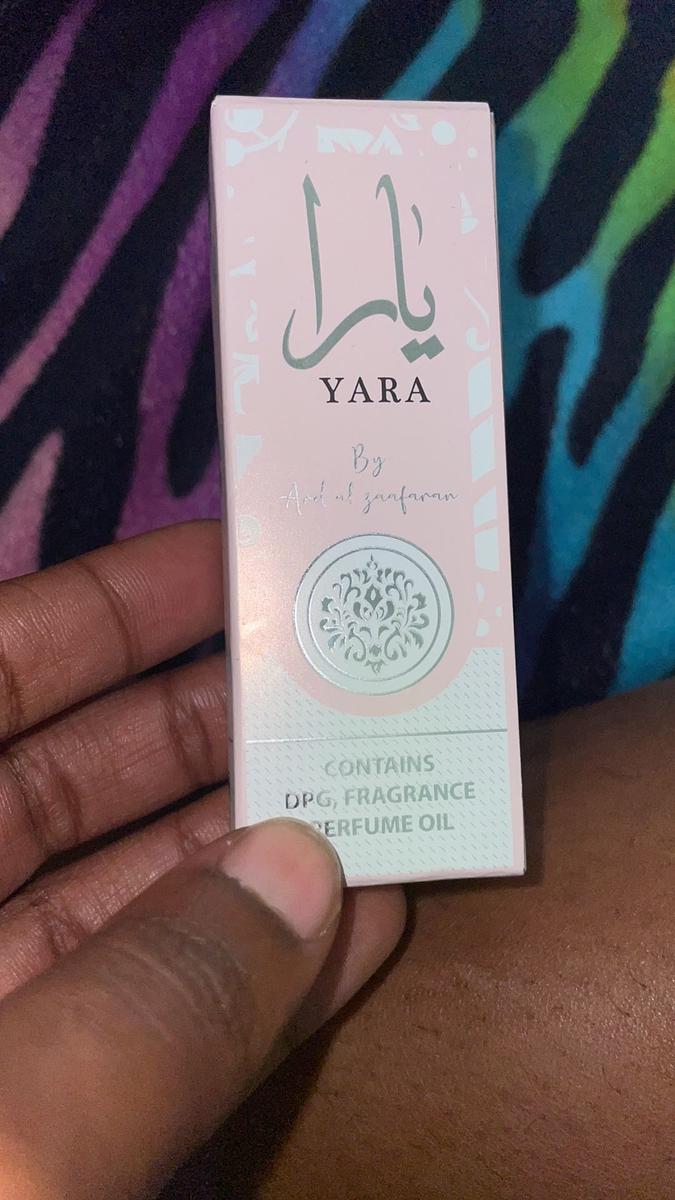 يارا
YARA
By
Ard al zaafaran
CONTAINS
DPG, FRAGRANCE
PERFUME OIL